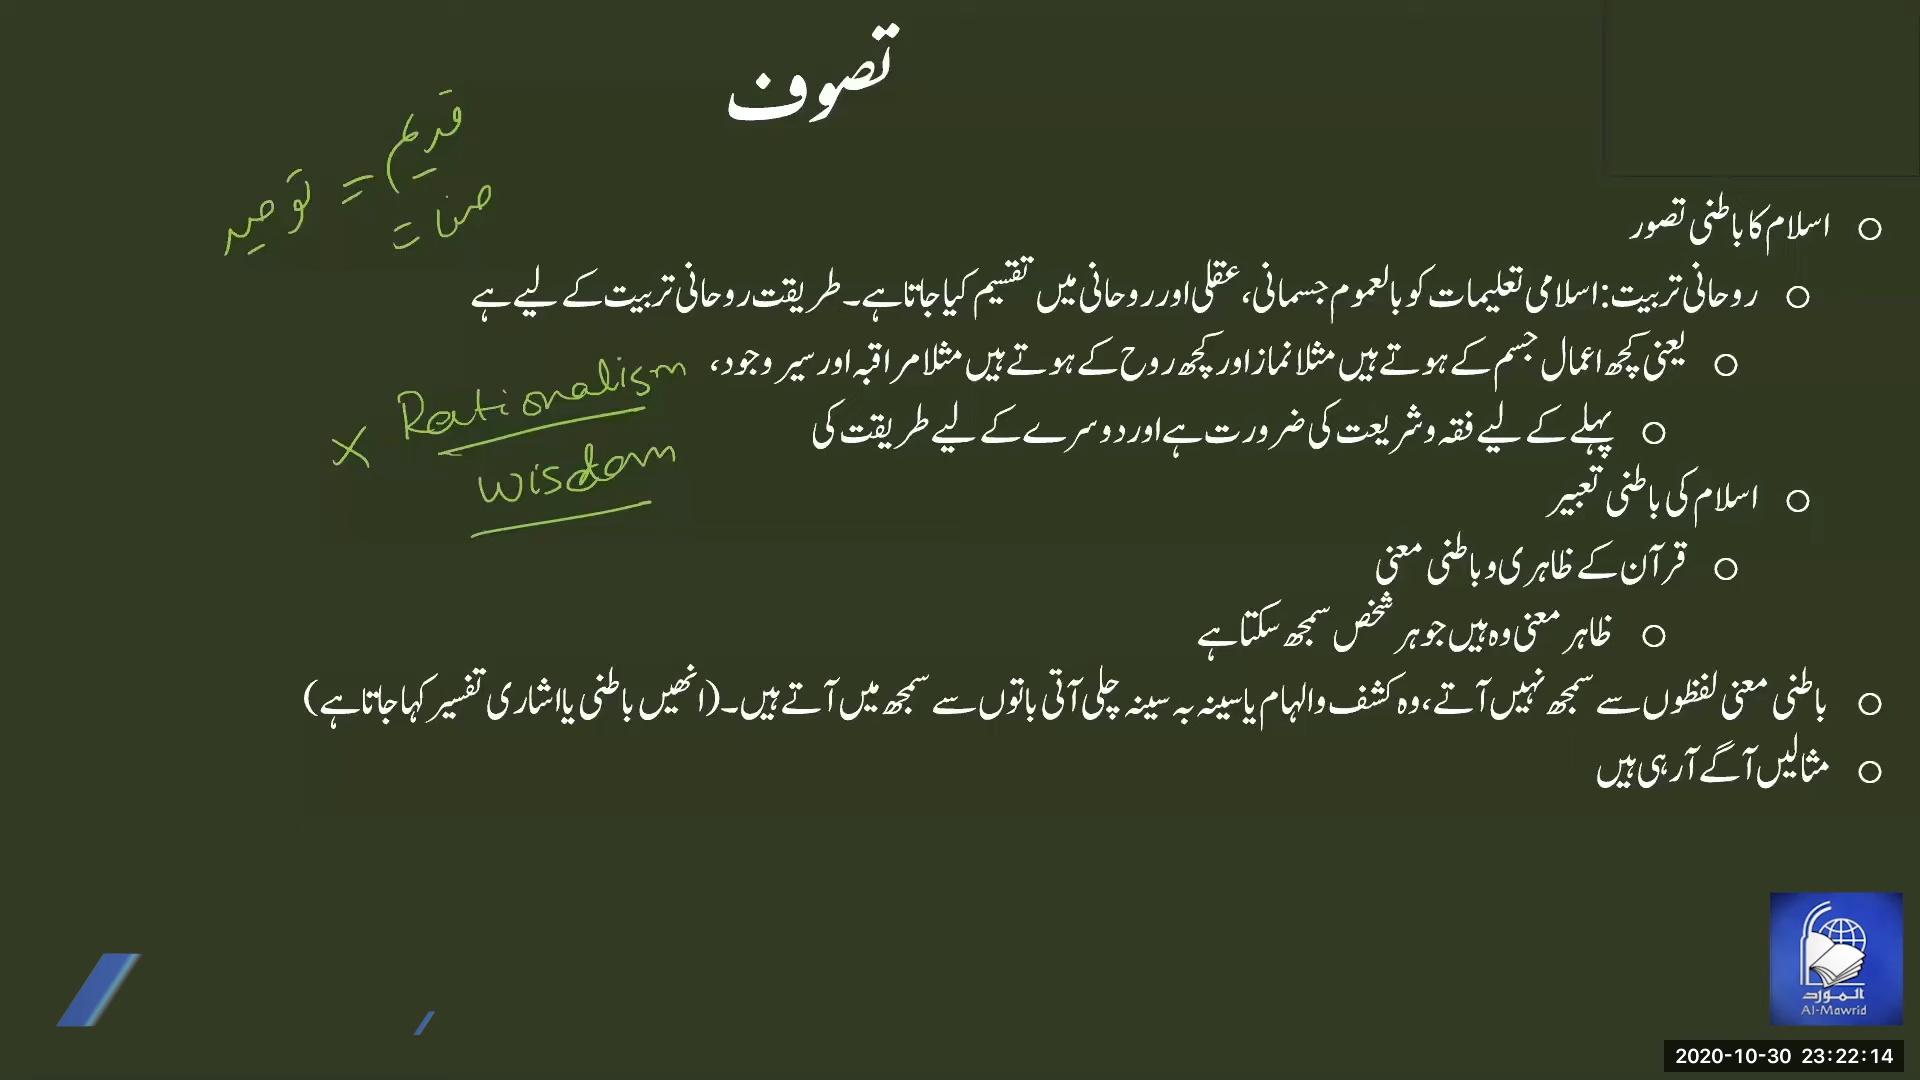 تصوف
قدیم = توحید
صفات =
اسلام کا باطنی تصور
روحانی تربیت: اسلامی تعلیمات کو بالعموم جسمانی، عقلی اور روحانی میں تقسیم کیا جاتا ہے۔ طریقت روحانی تربیت کے لیے ہے
یعنی کچھ اعمال جسم کے ہوتے ہیں مثلا نماز اور کچھ روح کے ہوتے ہیں مثلا مراقبہ اور سیر وجود،
x Rationalism
پہلے کے لیے فقہ و شریعت کی ضرورت ہے اور دوسرے کے لیے طریقت کی
wisdom
اسلام کی باطنی تعبیر
قرآن کے ظاہری و باطنی معنی
ظاہر معنی وہ ہیں جو ہر شخص سمجھ سکتا ہے
باطنی معنی لفظوں سے سمجھ نہیں آتے، وہ کشف والہام یا سینہ بہ سینہ چلی آتی باتوں سے سمجھ میں آتے ہیں۔ (انھیں باطنی یا اشاری تفسیر کہا جاتا ہے)
مثالیں آگے آرہی ہیں
المورد
Al-Mawrid
2020-10-30 23:22:14